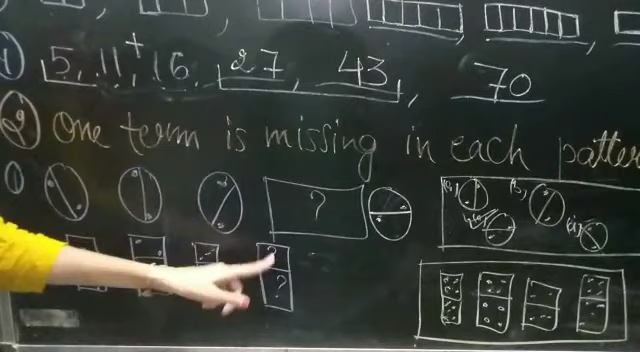 ① 5, 11, + 16, 27, 43, 70
② One term is missing in each patter
① ?
(a) (b)
(d)
?
?